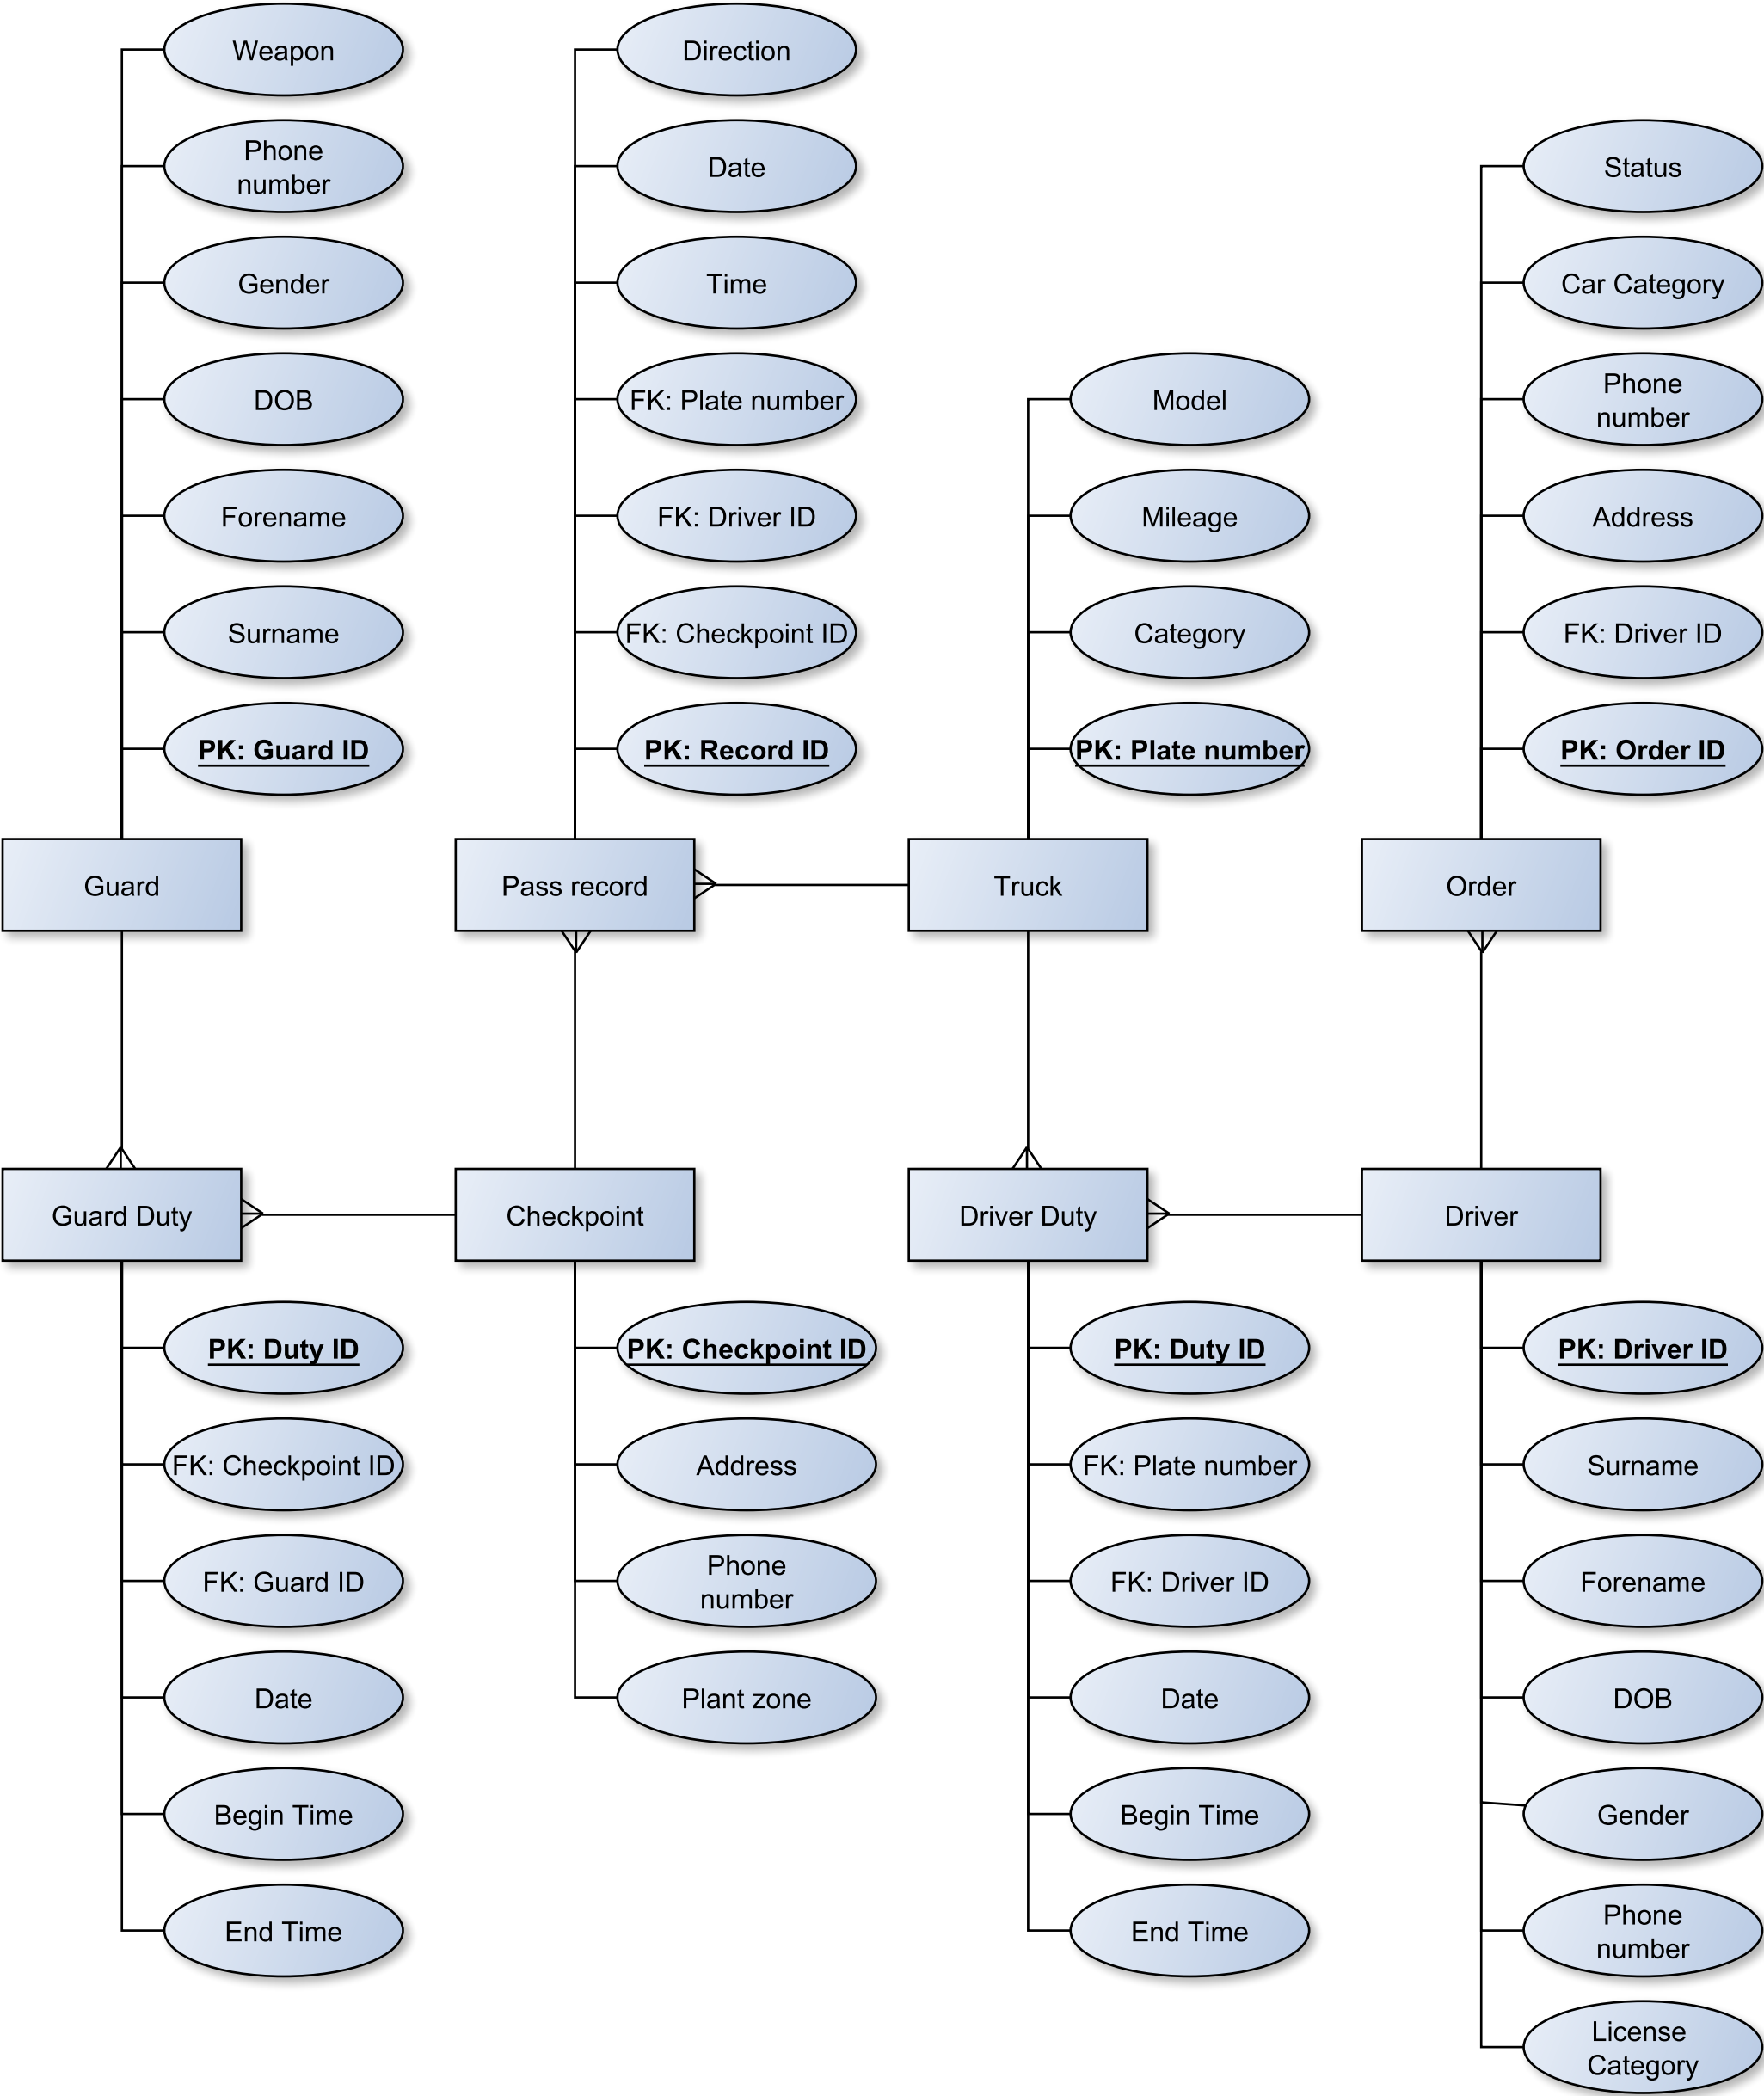 Weapon
Phone
number
Gender
DOB
Forename
Surname
PK: Guard ID
Guard
Direction
Date
Time
FK: Plate number
FK: Driver ID
FK: Checkpoint ID
PK: Record ID
Pass record
Model
Mileage
Category
PK: Plate number
Truck
Status
Car Category
Phone
number
Address
FK: Driver ID
PK: Order ID
Order
Guard Duty
PK: Duty ID
FK: Checkpoint ID
FK: Guard ID
Date
Begin Time
End Time
Checkpoint
PK: Checkpoint ID
Address
Phone
number
Plant zone
Driver Duty
PK: Duty ID
FK: Plate number
FK: Driver ID
Date
Begin Time
End Time
Driver
PK: Driver ID
Surname
Forename
DOB
Gender
Phone
number
License
Category